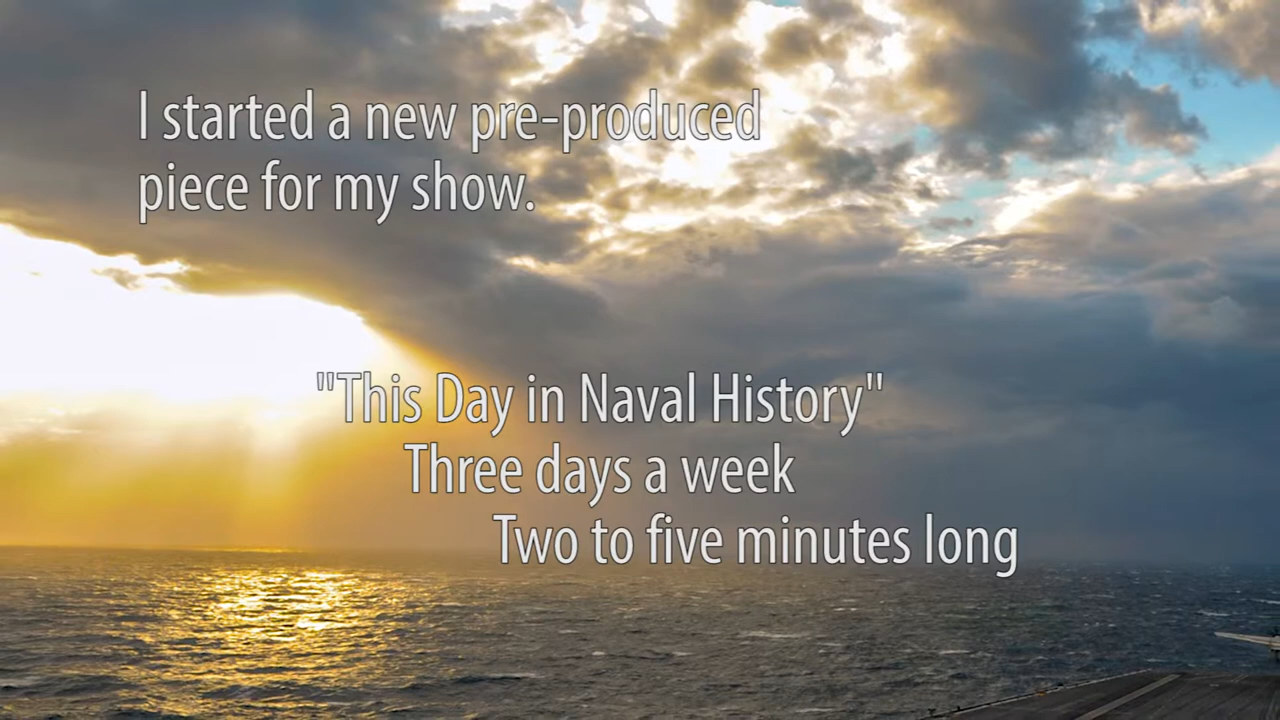 I started a new pre-produced
piece for my show.
"This Day in Naval History"
Three days a week
Two to five minutes long